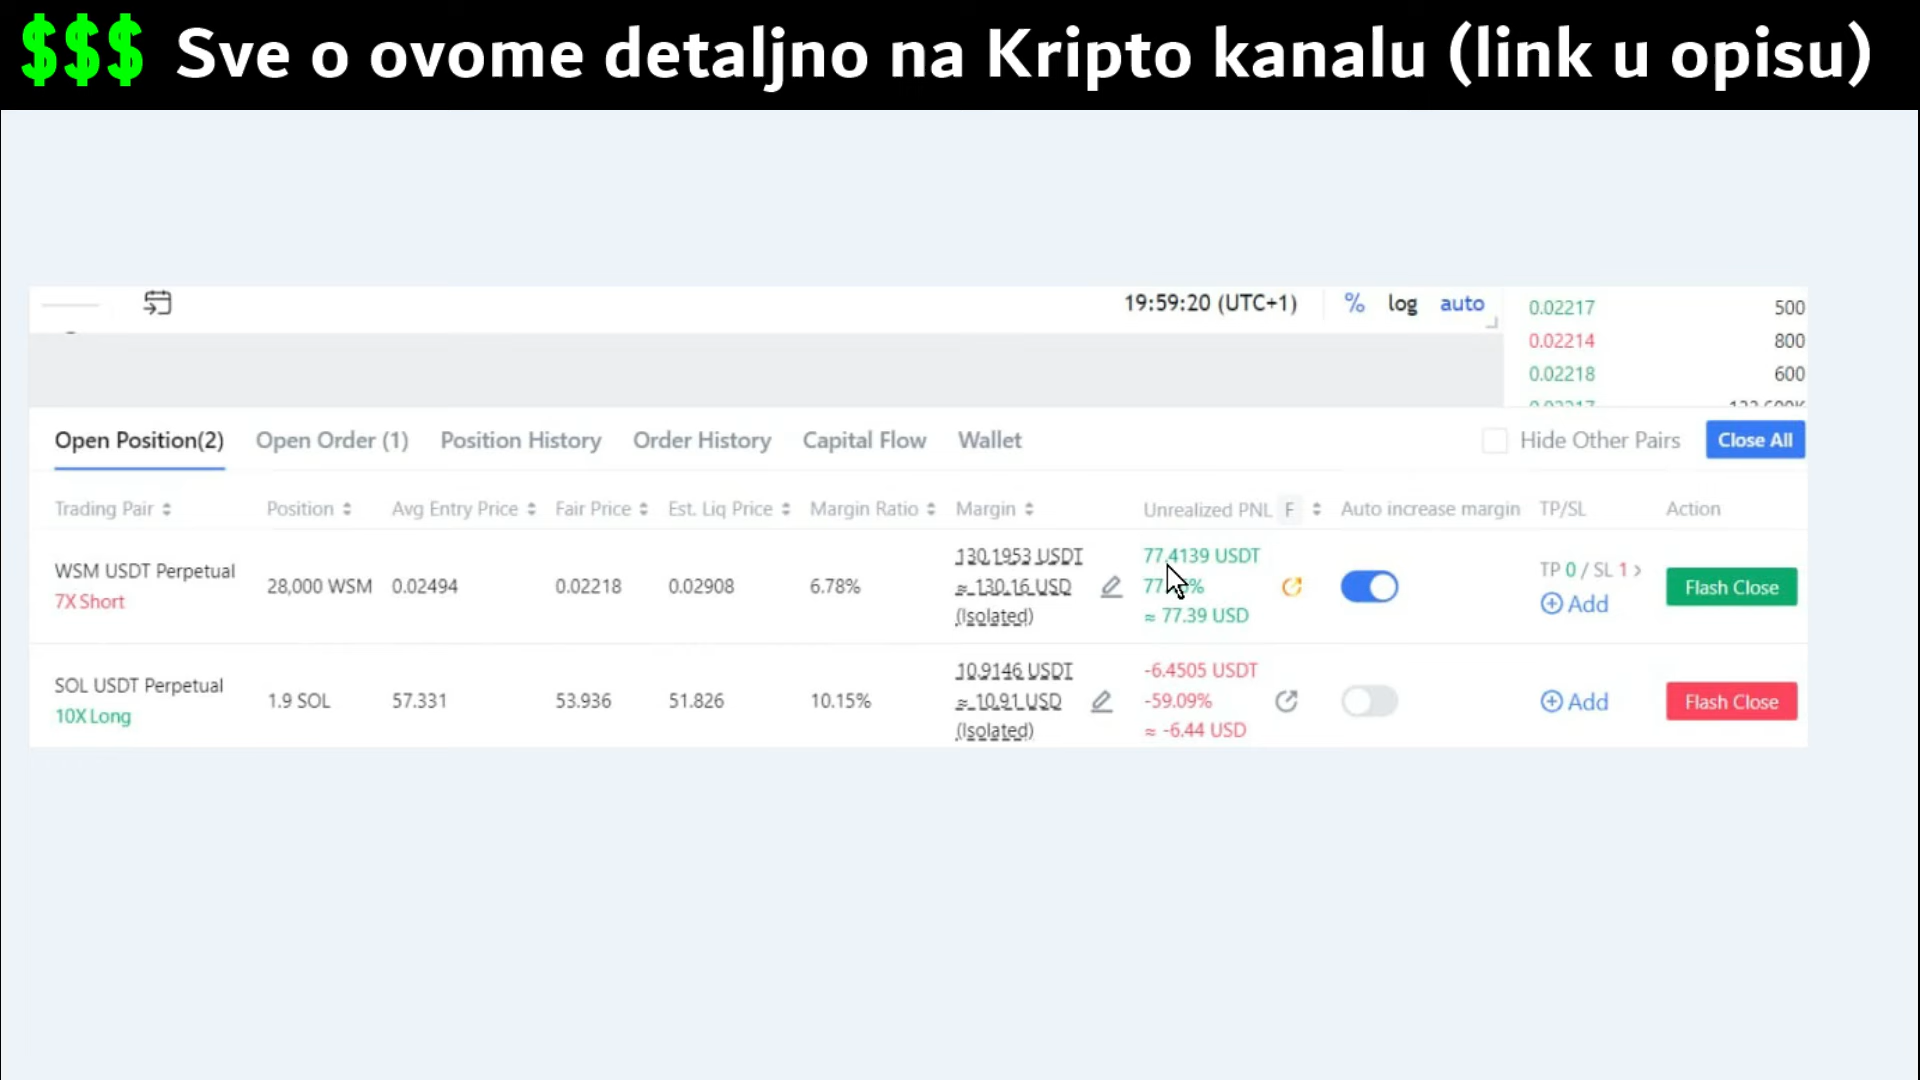 $$$ Sve o ovome detaljno na Kripto kanalu (link u opisu)
19:59:20 (UTC+1) % log auto
0.02217 500
0.02214 800
0.02218 600
Open Position(2) Open Order (1) Position History Order History Capital Flow Wallet Hide Other Pairs Close All
Trading Pair Position Avg Entry Price Fair Price Est. Liq Price Margin Ratio Margin Unrealized PNL F Auto increase margin TP/SL Action
WSM USDT Perpetual
7X Short
28,000 WSM 0.02494 0.02218 0.02908 6.78%
130.1953 USDT
≈ 130.16 USD
(Isolated)
77.4139 USDT
≈ 77.39 USD
TP 0 / SL 1 >
Add
Flash Close
SOL USDT Perpetual
10X Long
1.9 SOL 57.331 53.936 51.826 10.15%
10.9146 USDT
≈ 10.91 USD
(Isolated)
-6.4505 USDT
-59.09%
≈ -6.44 USD
Add
Flash Close